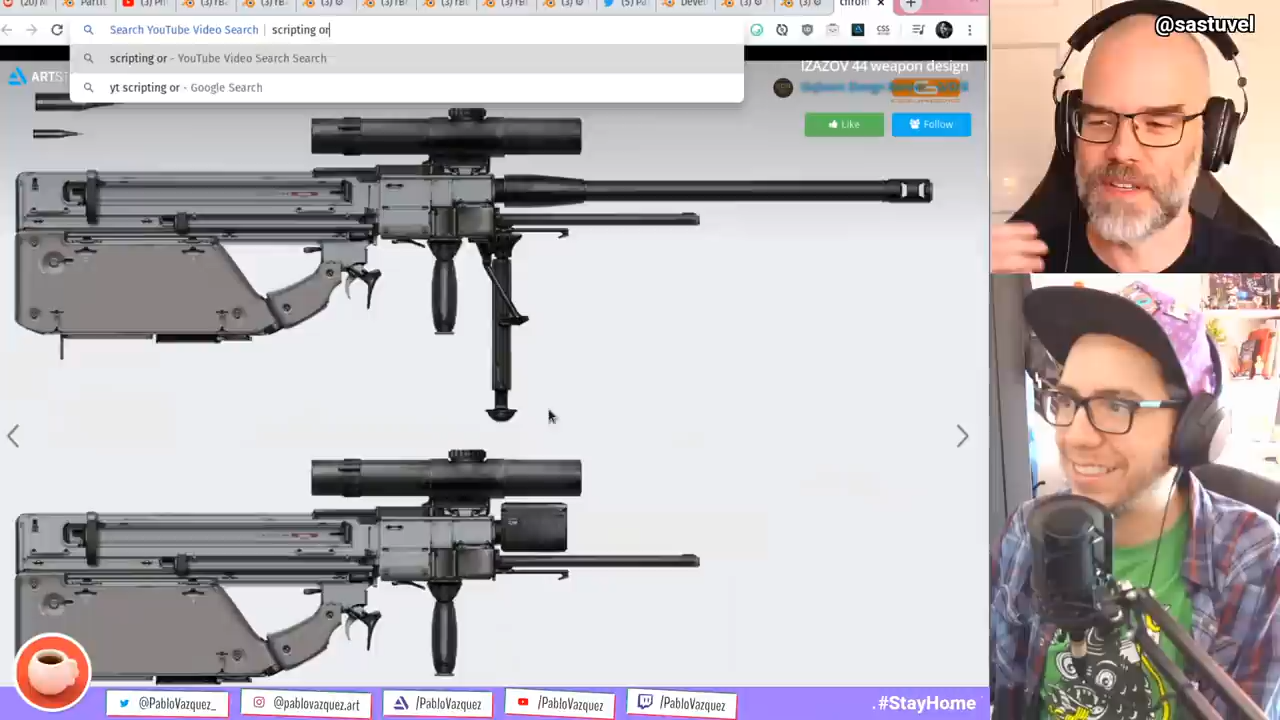 Search YouTube Video Search | scripting or
scripting or - YouTube Video Search Search
yt scripting or - Google Search
IZAZOV 44 weapon design
Like
Follow
@sastuvel
@PabloVazquez_
@pablovazquez.art
/PabloVazquez
/PabloVazquez
/PabloVazquez
#StayHome